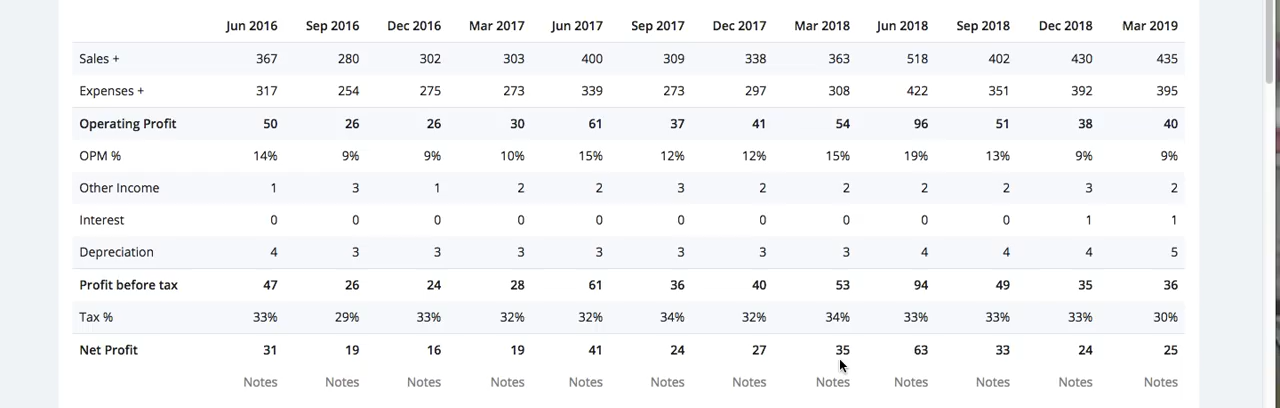 Jun 2016 Sep 2016 Dec 2016 Mar 2017 Jun 2017 Sep 2017 Dec 2017 Mar 2018 Jun 2018 Sep 2018 Dec 2018 Mar 2019
Sales + 367 280 302 303 400 309 338 363 518 402 430 435
Expenses + 317 254 275 273 339 273 297 308 422 351 392 395
Operating Profit 50 26 26 30 61 37 41 54 96 51 38 40
OPM % 14% 9% 9% 10% 15% 12% 12% 15% 19% 13% 9% 9%
Other Income 1 3 1 2 2 3 2 2 2 2 3 2
Interest 0 0 0 0 0 0 0 0 0 0 1 1
Depreciation 4 3 3 3 3 3 3 3 4 4 4 5
Profit before tax 47 26 24 28 61 36 40 53 94 49 35 36
Tax % 33% 29% 33% 32% 32% 34% 32% 34% 33% 33% 33% 30%
Net Profit 31 19 16 19 41 24 27 35 63 33 24 25
Notes Notes Notes Notes Notes Notes Notes Notes Notes Notes Notes Notes